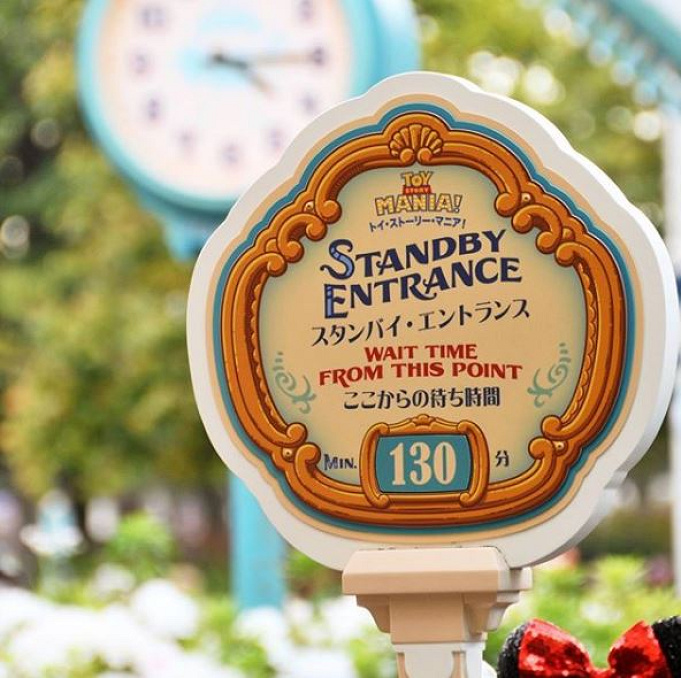 TOY
STORY
MANIA!
トイ・ストーリー・マニア!
STANDBY
ENTRANCE
スタンバイ・エントランス
WAIT TIME
FROM THIS POINT
ここからの待ち時間
MIN. 130 分